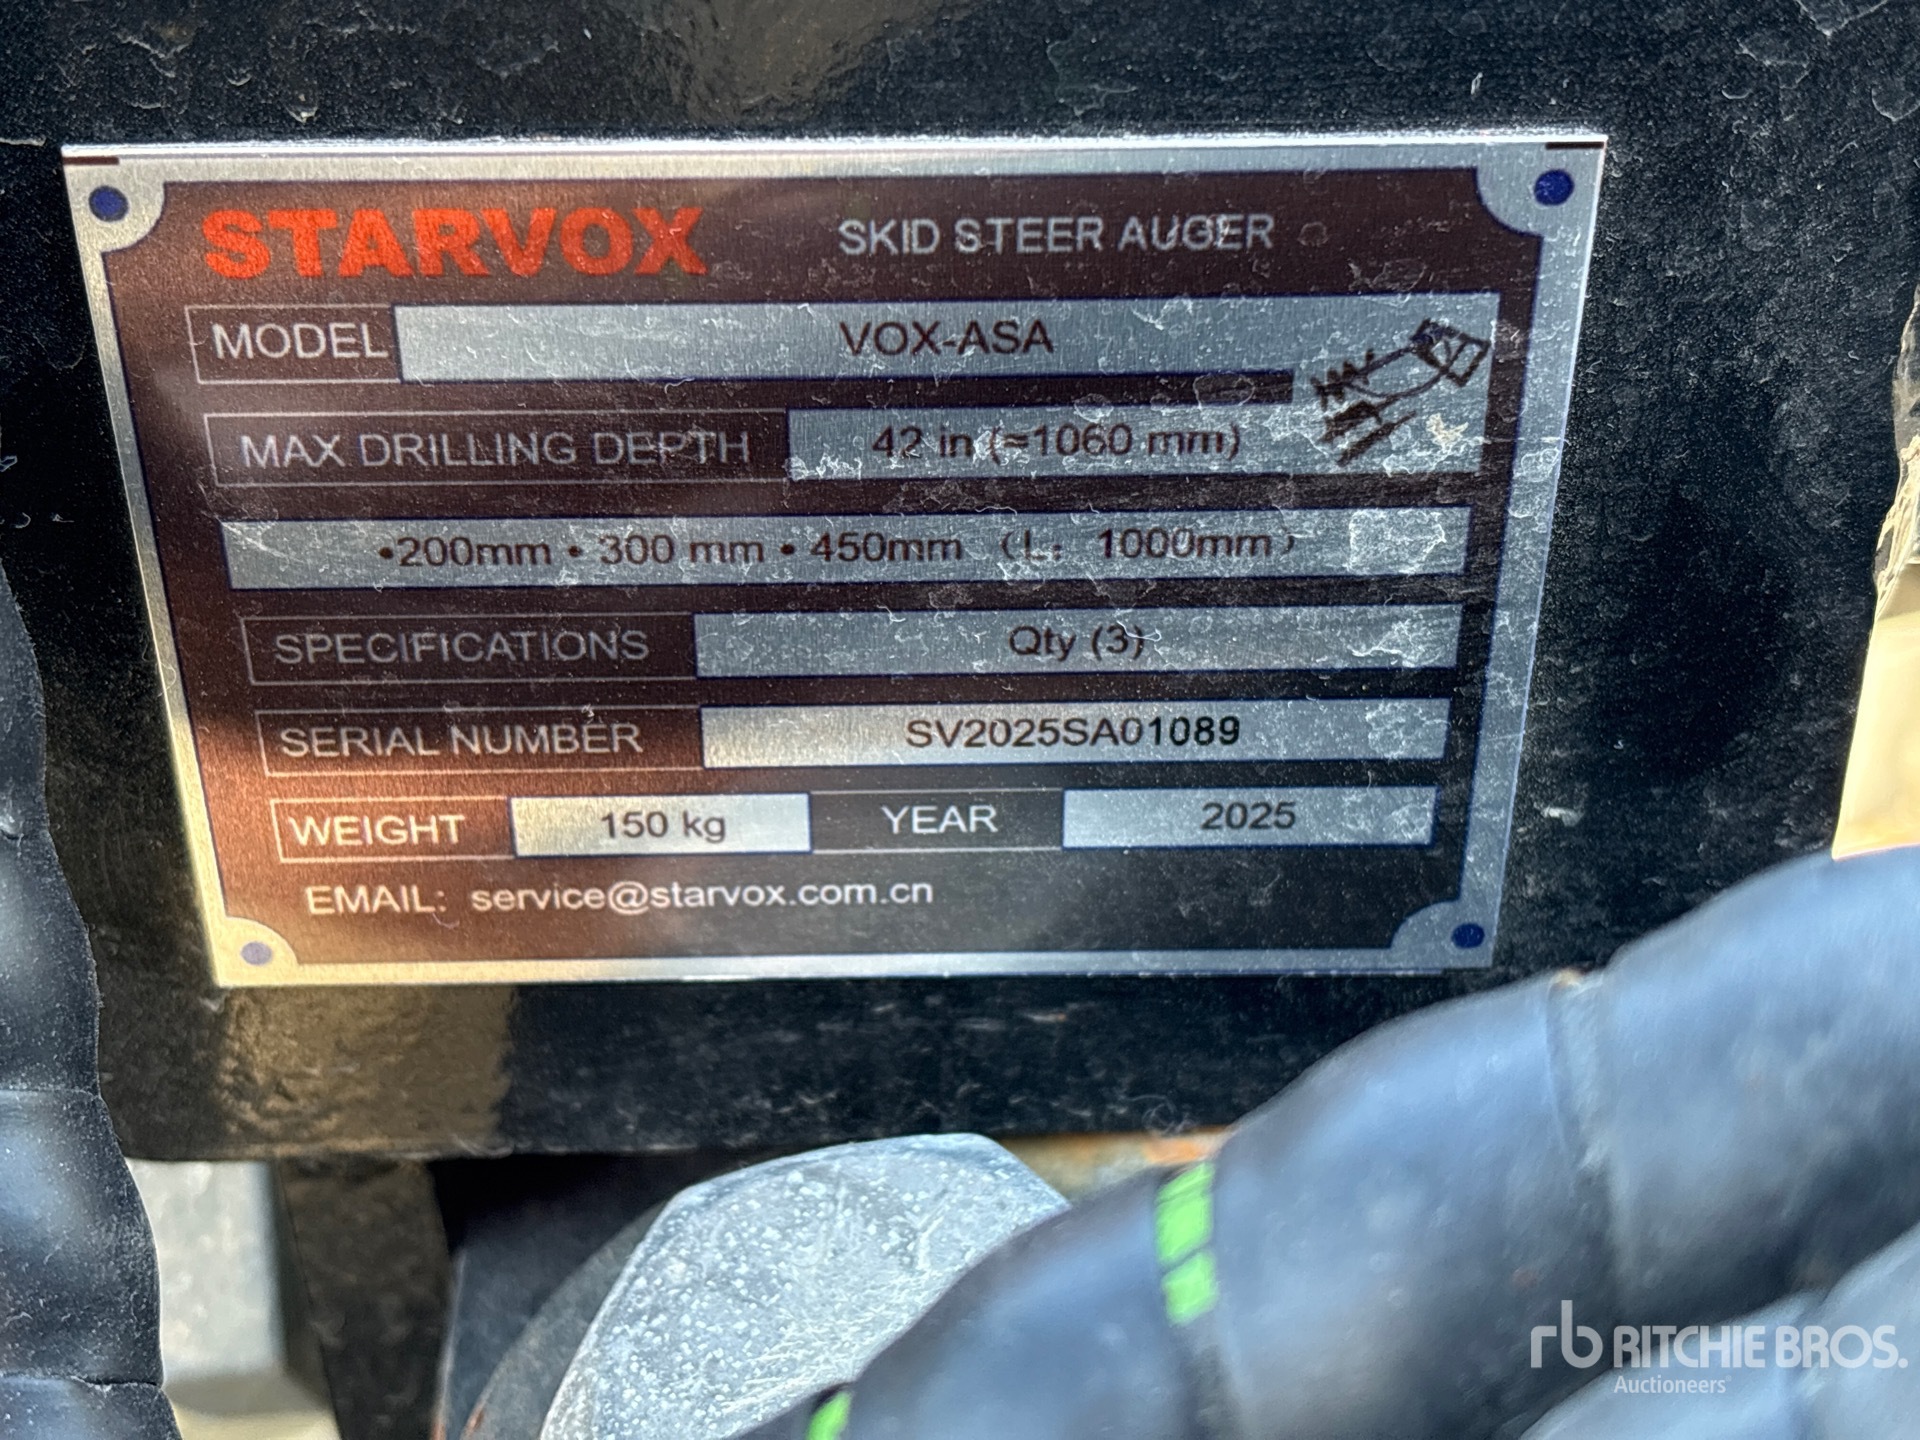 STARVOX SKID STEER AUGER
MODEL VOX-ASA
MAX DRILLING DEPTH 42 in (≈1060 mm)
•200mm • 300 mm • 450mm (L: 1000mm)
SPECIFICATIONS Qty (3)
SERIAL NUMBER SV2025SA01089
WEIGHT 150 kg YEAR 2025
EMAIL: service@starvox.com.cn
rb RITCHIE BROS.
Auctioneers